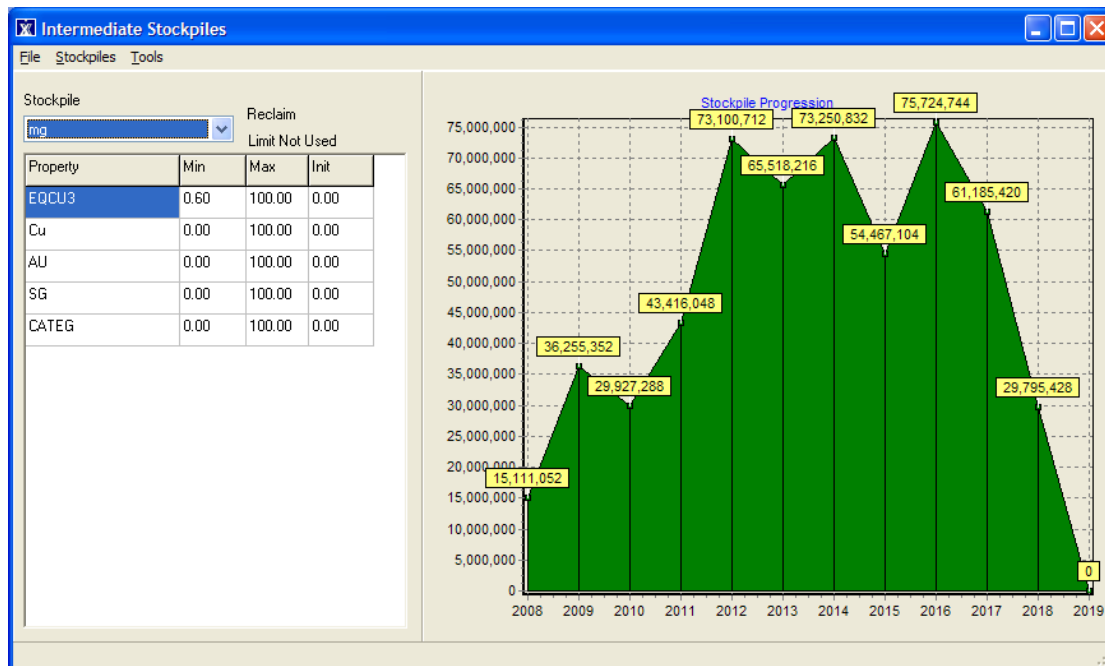 Intermediate Stockpiles
File Stockpiles Tools
Stockpile
mg
Reclaim
Limit Not Used
Property Min Max Init
EQCU3 0.60 100.00 0.00
Cu 0.00 100.00 0.00
AU 0.00 100.00 0.00
SG 0.00 100.00 0.00
CATEG 0.00 100.00 0.00
Stockpile Progression
75,724,744
73,100,712
73,250,832
65,518,216
61,185,420
54,467,104
43,416,048
36,255,352
29,927,288
29,795,428
15,111,052
0
75,000,000
70,000,000
65,000,000
60,000,000
55,000,000
50,000,000
45,000,000
40,000,000
35,000,000
30,000,000
25,000,000
20,000,000
15,000,000
10,000,000
5,000,000
0
2008 2009 2010 2011 2012 2013 2014 2015 2016 2017 2018 2019